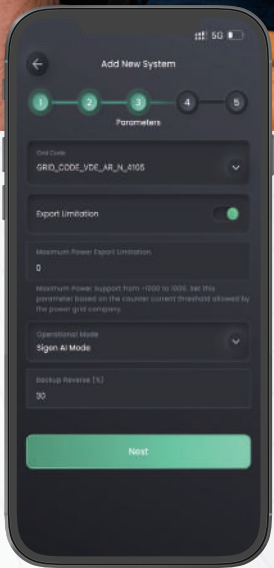 5G
Add New System
1 2 3 4 5
Parameters
Grid Code
GRID_CODE_VDE_AR_N_4105
Export Limitation
Maximum Power Export Limitation
0
Maximum Power Support from -1000 to 1000. Set this
parameter based on the counter current threshold allowed by
the power grid company.
Operational Mode
Sigen AI Mode
Backup Reverse (%)
30
Next